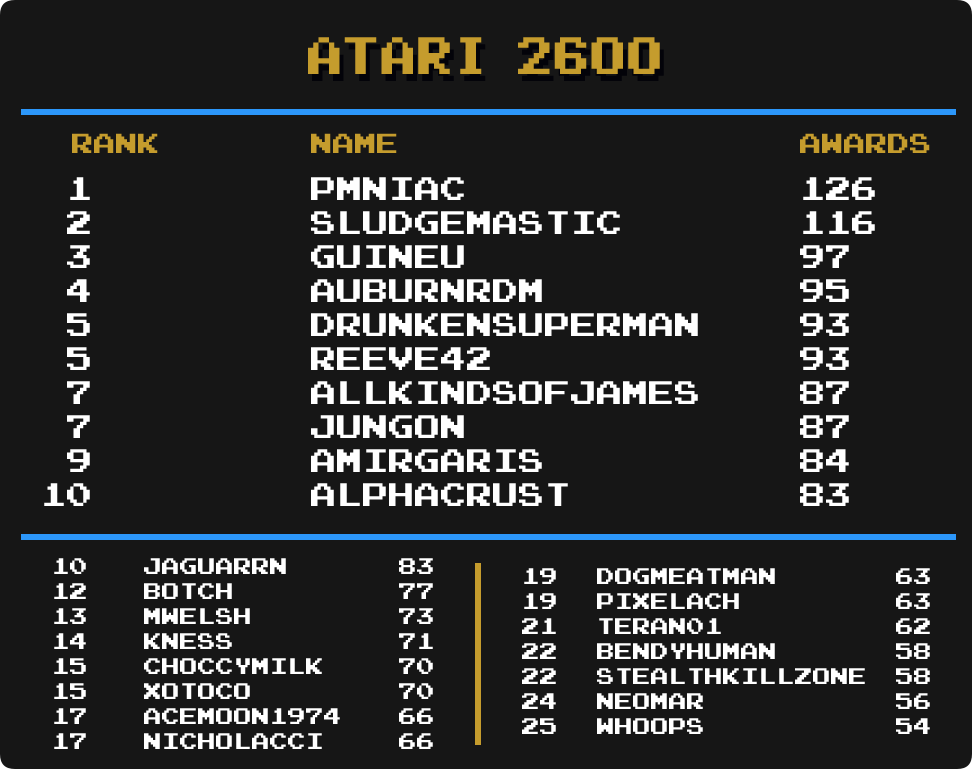 ATARI 2600
RANK NAME AWARDS
1 PMNIAC 126
2 SLUDGEMASTIC 116
3 GUINEU 97
4 AUBURNRDM 95
5 DRUNKENSUPERMAN 93
5 REEVE42 93
7 ALLKINDSOFJAMES 87
7 JUNGON 87
9 AMIRGARIS 84
10 ALPHACRUST 83
10 JAGUARRN 83
12 BOTCH 77
13 MWELSH 73
14 KNESS 71
15 CHOCCYMILK 70
15 XOTOCO 70
17 ACEMOON1974 66
17 NICHOLACCI 66
19 DOGMEATMAN 63
19 PIXELACH 63
21 TERAN01 62
22 BENDYHUMAN 58
22 STEALTHKILLZONE 58
24 NEOMAR 56
25 WHOOPS 54